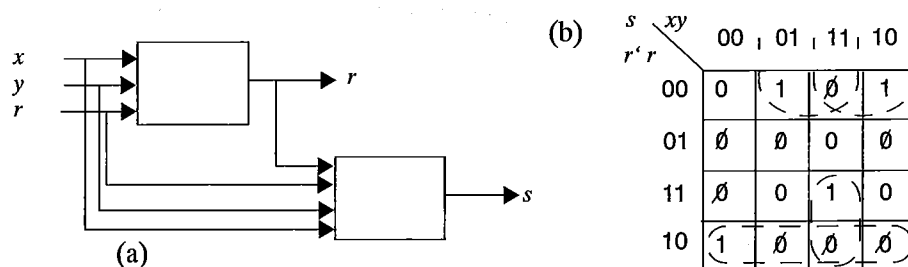 x
y
r
r
s
(a)
(b)
s xy
r' r
00 01 11 10
00 0 1 Ø 1
01 Ø Ø 0 Ø
11 Ø 0 1 0
10 1 Ø Ø Ø